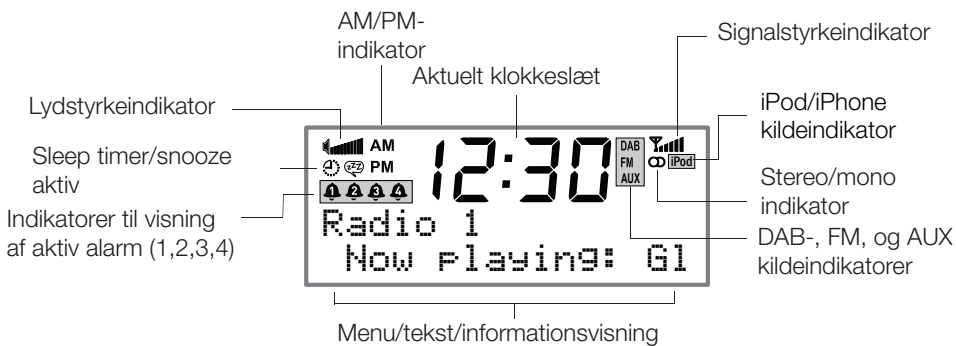 AM/PM-
indikator
Signalstyrkeindikator
Aktuelt klokkeslæt
Lydstyrkeindikator
iPod/iPhone
kildeindikator
Sleep timer/snooze
aktiv
Stereo/mono
indikator
Indikatorer til visning
af aktiv alarm (1,2,3,4)
DAB-, FM, og AUX
kildeindikatorer
AM
PM
zZZ
1 2 3 4
12:30
DAB
FM
AUX
iPod
Radio 1
Now playing: Gl
Menu/tekst/informationsvisning